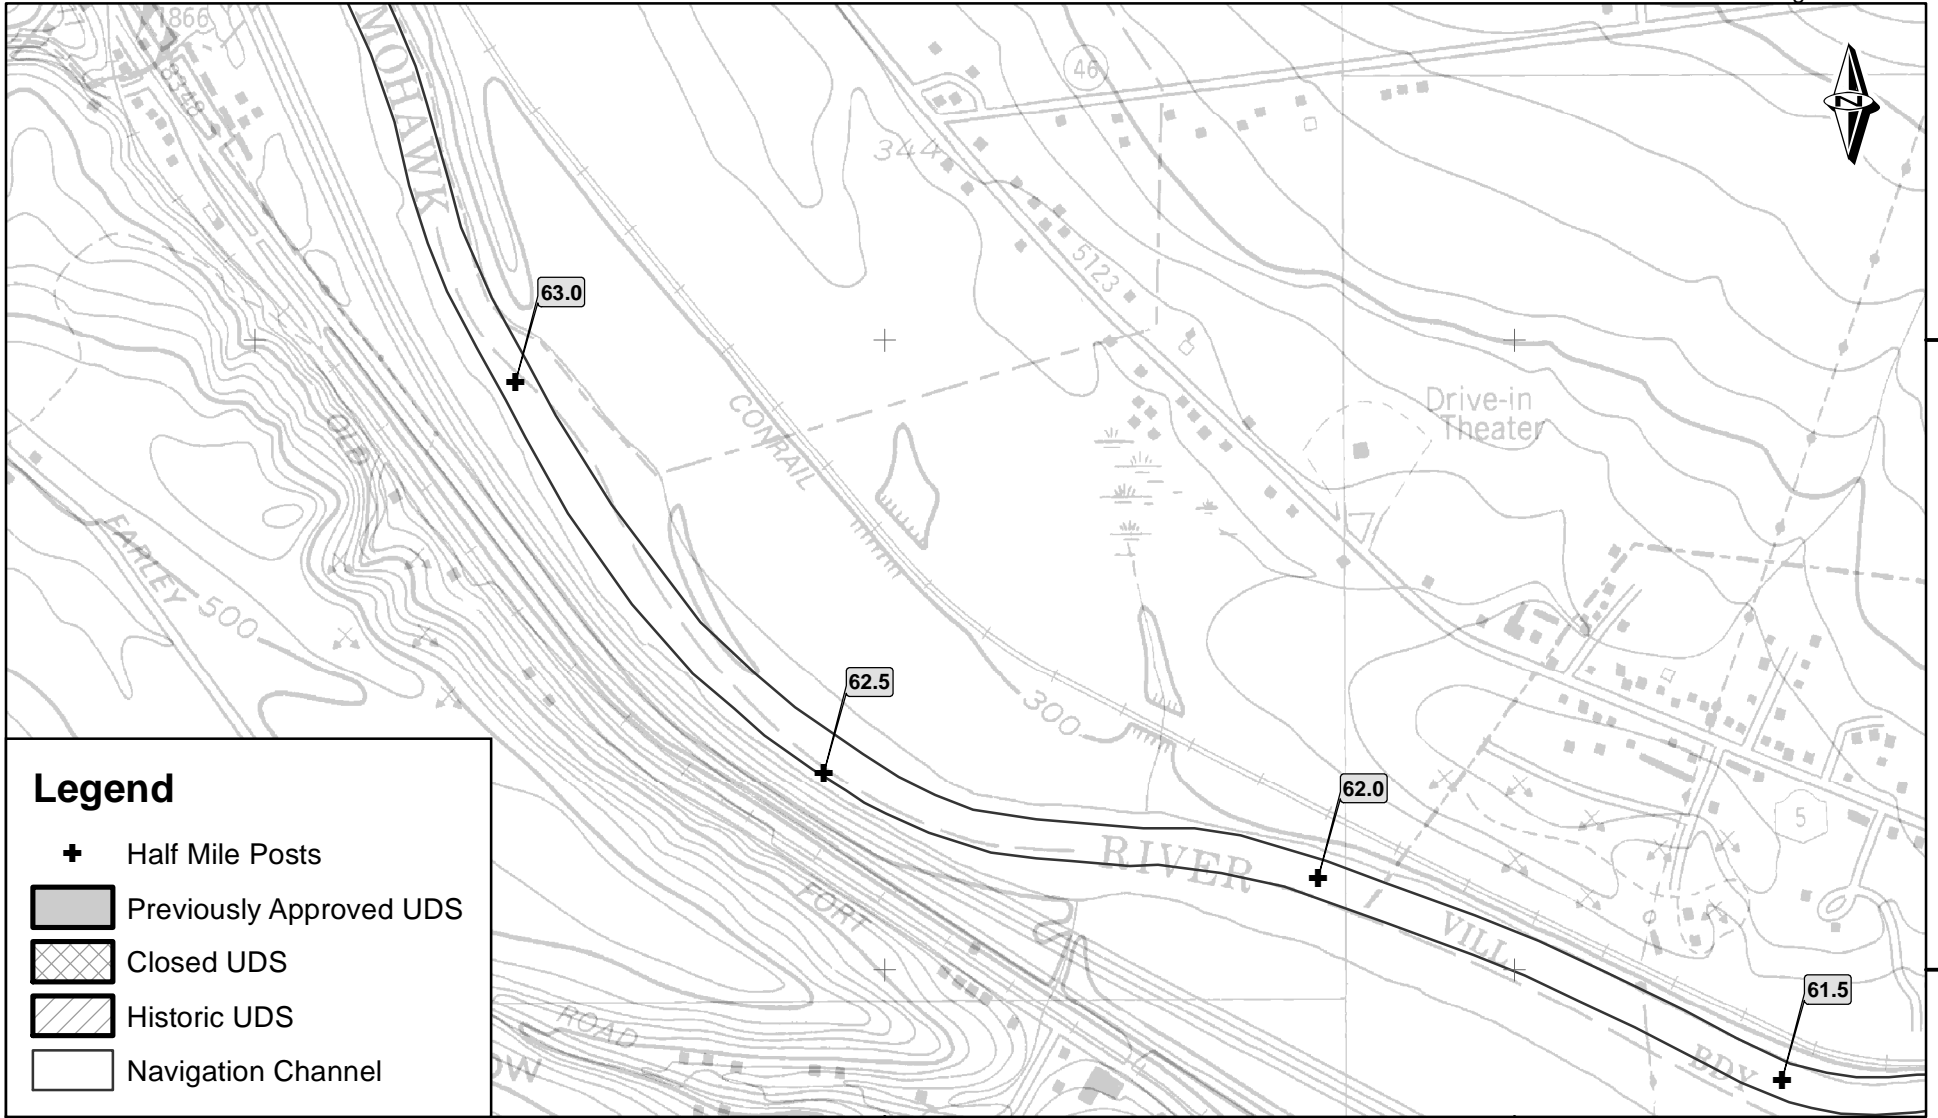 1866
8348
MOHAWK
46
N
344
5123
63.0
Drive-in
Theater
CONRAIL
OLD
FARLEY
500
62.5
300
62.0
RIVER
5
FORT
VILL
61.5
ROAD
BDY
OW
Legend
Half Mile Posts
Previously Approved UDS
Closed UDS
Historic UDS
Navigation Channel